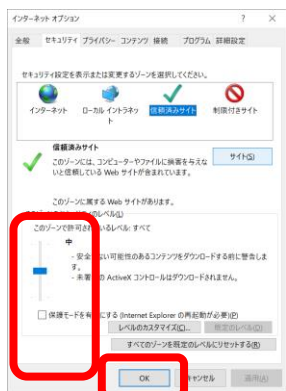 インターネット オプション ? ×
全般 セキュリティ プライバシー コンテンツ 接続 プログラム 詳細設定
セキュリティ設定を表示または変更するゾーンを選択してください。
インターネット ローカル イントラネット 信頼済みサイト 制限付きサイト
信頼済みサイト
このゾーンには、コンピューターやファイルに損害を与えな
いと信頼している Web サイトが含まれています。
サイト(S)
このゾーンに属する Web サイトがあります。
のレベル(L)
このゾーンで許可されているレベル: すべて
中
- 安全 ない可能性のあるコンテンツをダウンロードする前に警告しま
す。
- 未署 の ActiveX コントロールはダウンロードされません。
保護モードを有 にする (Internet Explorer の再起動が必要)(P)
レベルのカスタマイズ(C)... 既定のレベル(D)
すべてのゾーンを既定のレベルにリセットする(R)
OK キャンセル 適用(A)